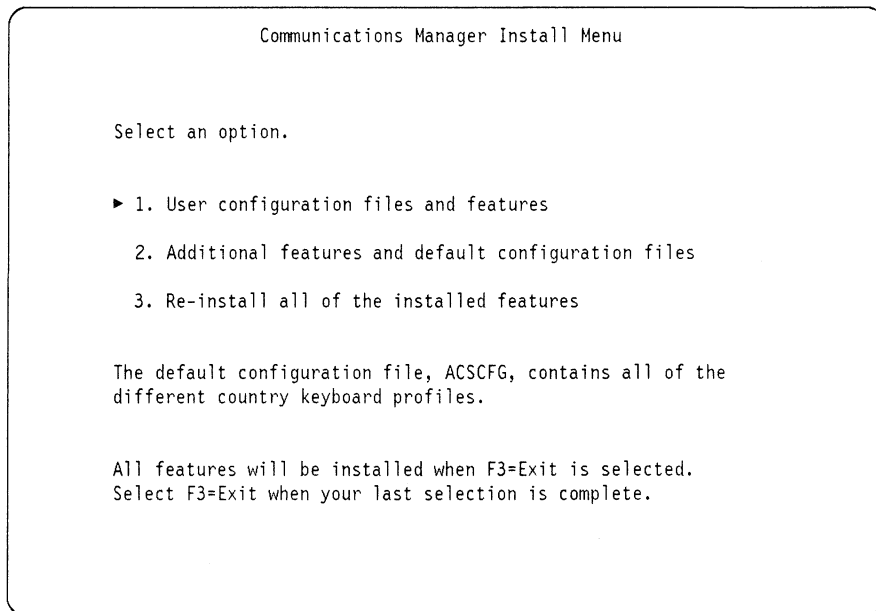 Communications Manager Install Menu
Select an option.
► 1. User configuration files and features
2. Additional features and default configuration files
3. Re-install all of the installed features
The default configuration file, ACSCFG, contains all of the
different country keyboard profiles.
All features will be installed when F3=Exit is selected.
Select F3=Exit when your last selection is complete.